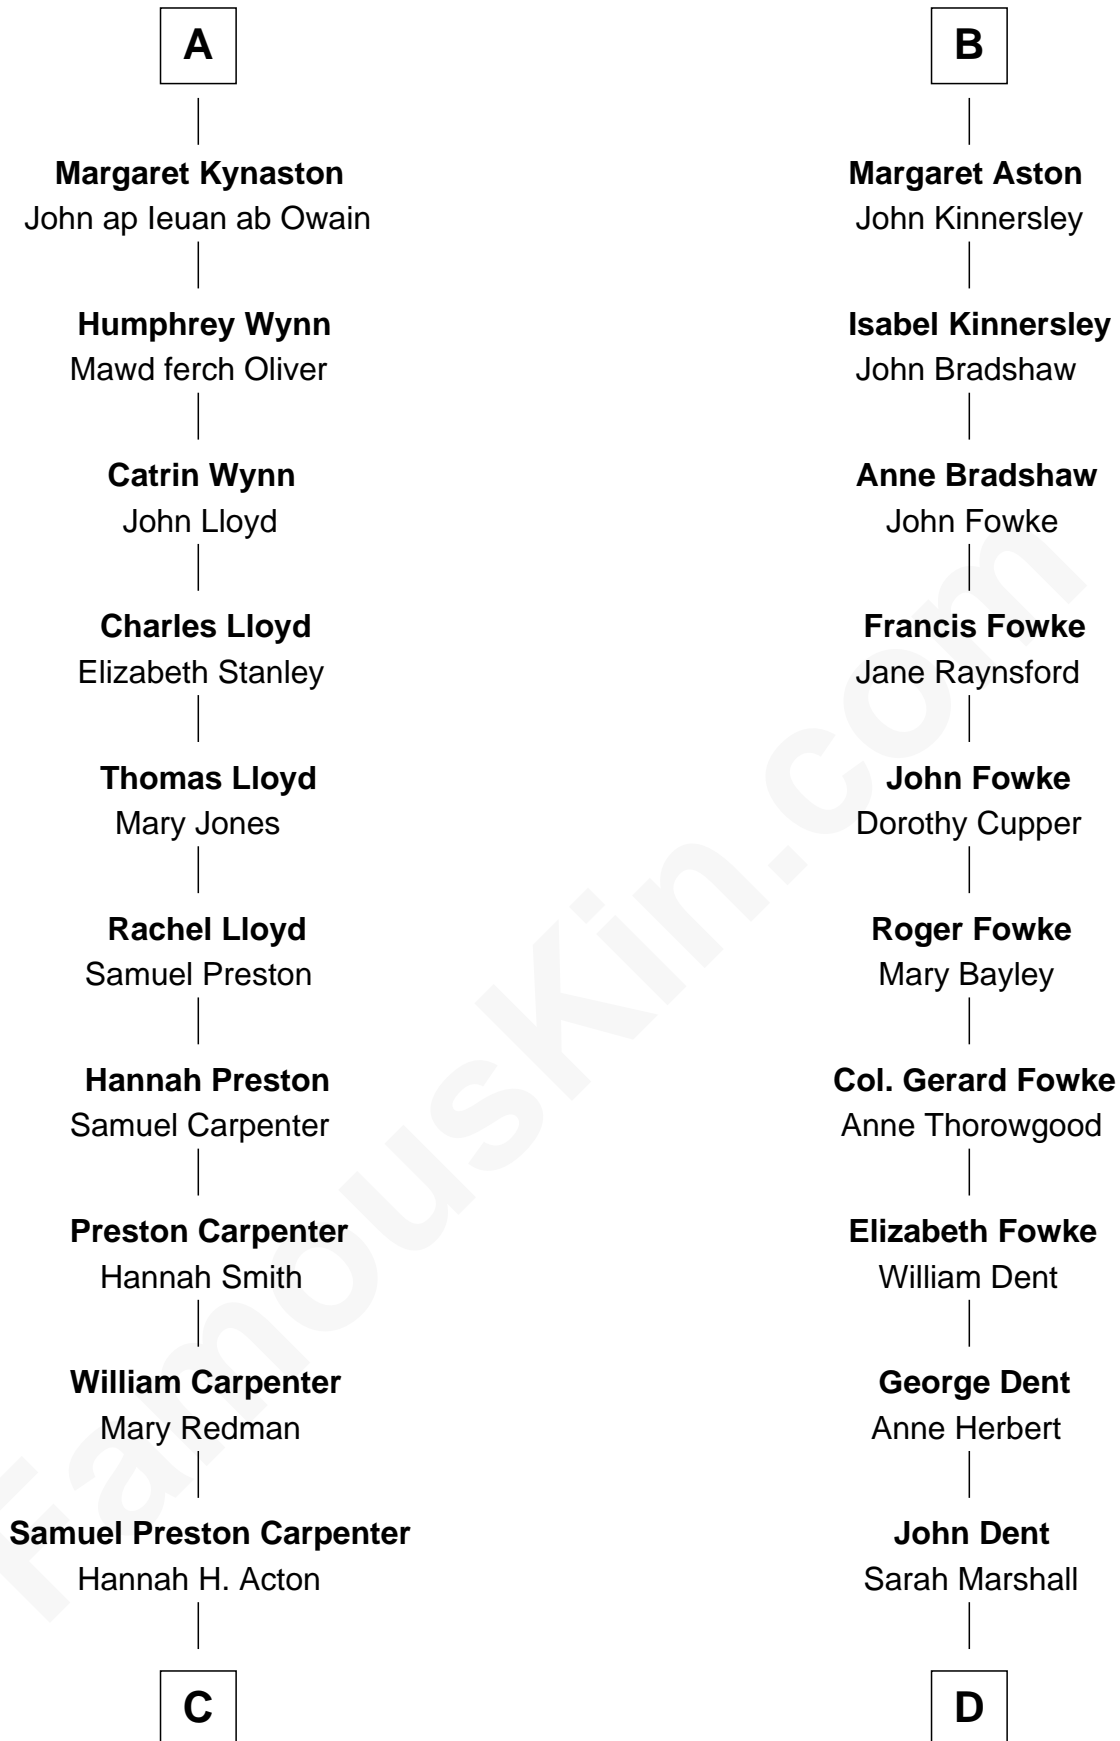 A
Margaret Kynaston
John ap Ieuan ab Owain
Humphrey Wynn
Mawd ferch Oliver
Catrin Wynn
John Lloyd
Charles Lloyd
Elizabeth Stanley
Thomas Lloyd
Mary Jones
Rachel Lloyd
Samuel Preston
Hannah Preston
Samuel Carpenter
Preston Carpenter
Hannah Smith
William Carpenter
Mary Redman
Samuel Preston Carpenter
Hannah H. Acton
C
B
Margaret Aston
John Kinnersley
Isabel Kinnersley
John Bradshaw
Anne Bradshaw
John Fowke
Francis Fowke
Jane Raynsford
John Fowke
Dorothy Cupper
Roger Fowke
Mary Bayley
Col. Gerard Fowke
Anne Thorowgood
Elizabeth Fowke
William Dent
George Dent
Anne Herbert
John Dent
Sarah Marshall
D
FamousKin.com